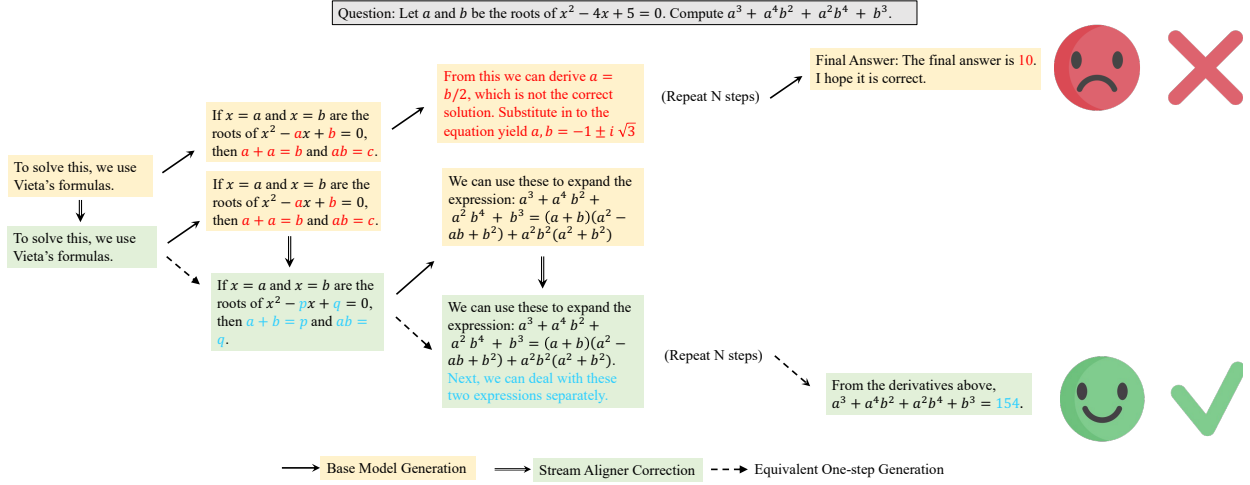 Question: Let a and b be the roots of x² − 4x + 5 = 0. Compute a³ + a⁴b² + a²b⁴ + b³.
To solve this, we use
Vieta's formulas.
If x = a and x = b are the
roots of x² − ax + b = 0,
then a + a = b and ab = c.
From this we can derive a =
b/2, which is not the correct
solution. Substitute in to the
equation yield a, b = −1 ± i √3
(Repeat N steps)
Final Answer: The final answer is 10.
I hope it is correct.
To solve this, we use
Vieta's formulas.
If x = a and x = b are the
roots of x² − ax + b = 0,
then a + a = b and ab = c.
We can use these to expand the
expression: a³ + a⁴ b² +
a² b⁴ + b³ = (a + b)(a² −
ab + b²) + a²b²(a² + b²)
If x = a and x = b are the
roots of x² − px + q = 0,
then a + b = p and ab =
q.
We can use these to expand the
expression: a³ + a⁴ b² +
a² b⁴ + b³ = (a + b)(a² −
ab + b²) + a²b²(a² + b²).
Next, we can deal with these
two expressions separately.
(Repeat N steps)
From the derivatives above,
a³ + a⁴b² + a²b⁴ + b³ = 154.
Base Model Generation
Stream Aligner Correction
Equivalent One-step Generation